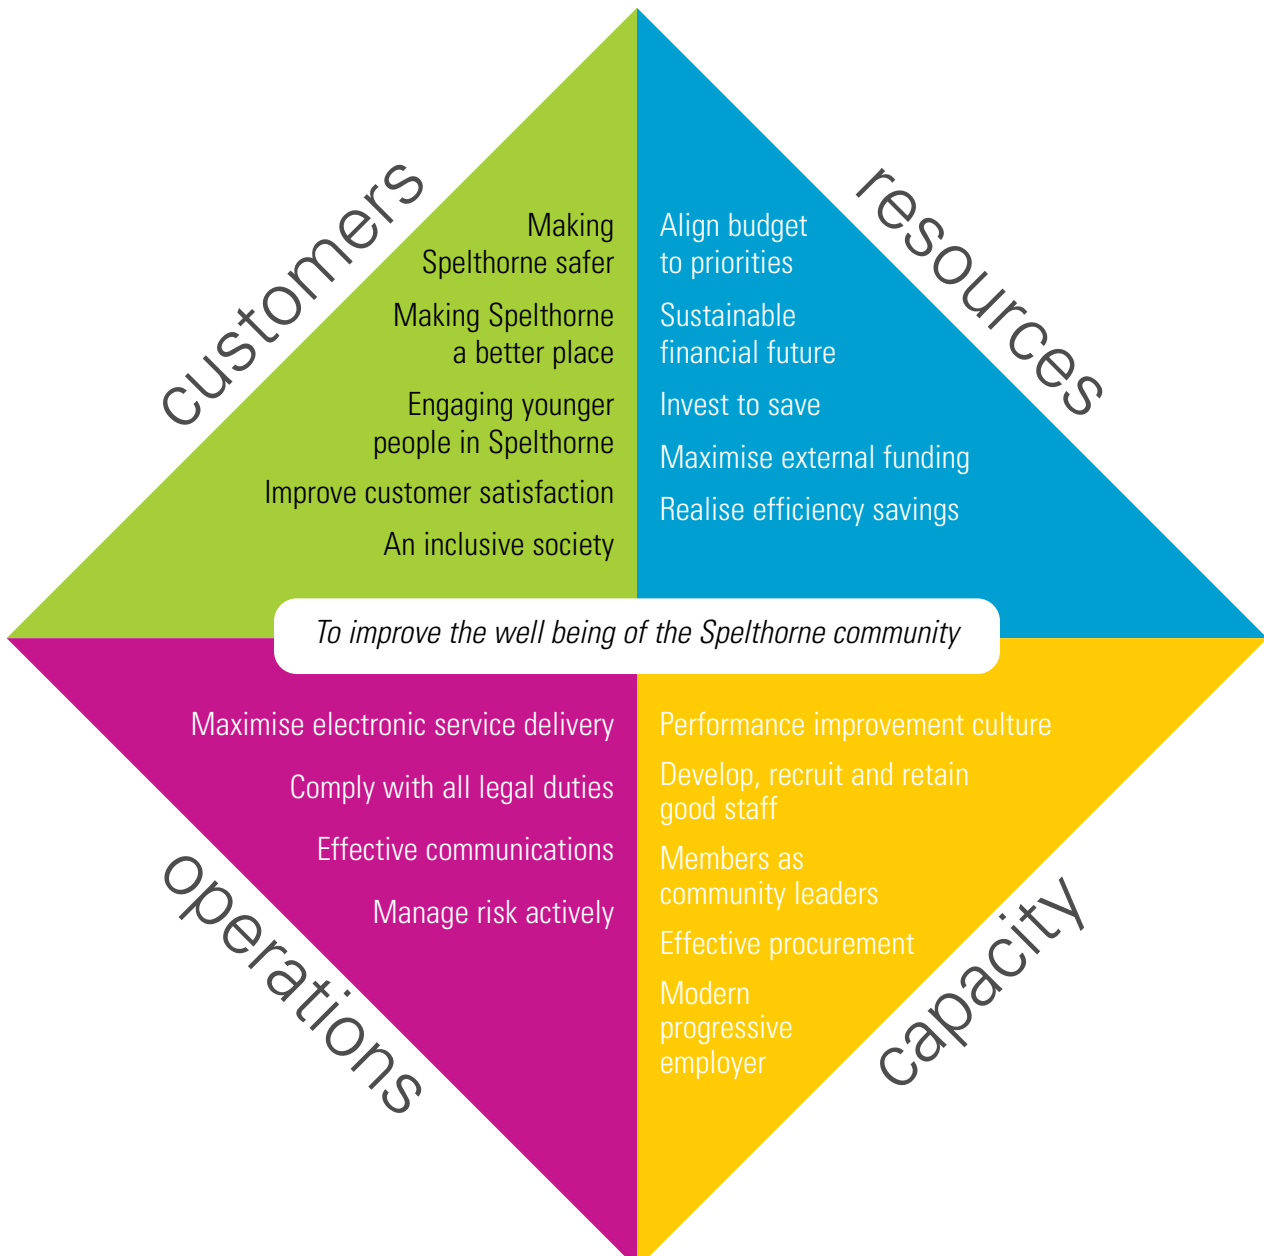 customers
Making
Spelthorne safer
Making Spelthorne
a better place
Engaging younger
people in Spelthorne
Improve customer satisfaction
An inclusive society
resources
Align budget
to priorities
Sustainable
financial future
Invest to save
Maximise external funding
Realise efficiency savings
To improve the well being of the Spelthorne community
operations
Maximise electronic service delivery
Comply with all legal duties
Effective communications
Manage risk actively
capacity
Performance improvement culture
Develop, recruit and retain
good staff
Members as
community leaders
Effective procurement
Modern
progressive
employer